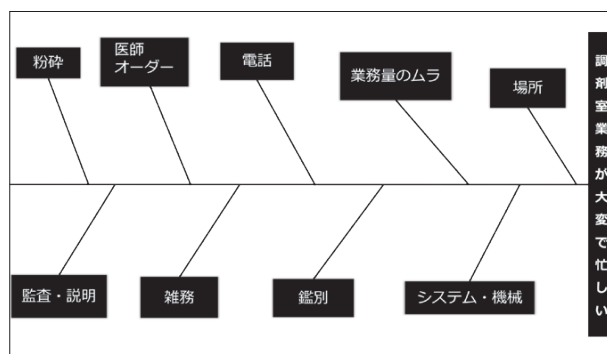 粉砕
医師
オーダー
電話
業務量のムラ
場所
調剤室業務が大変で忙しい
監査・説明
雑務
鑑別
システム・機械